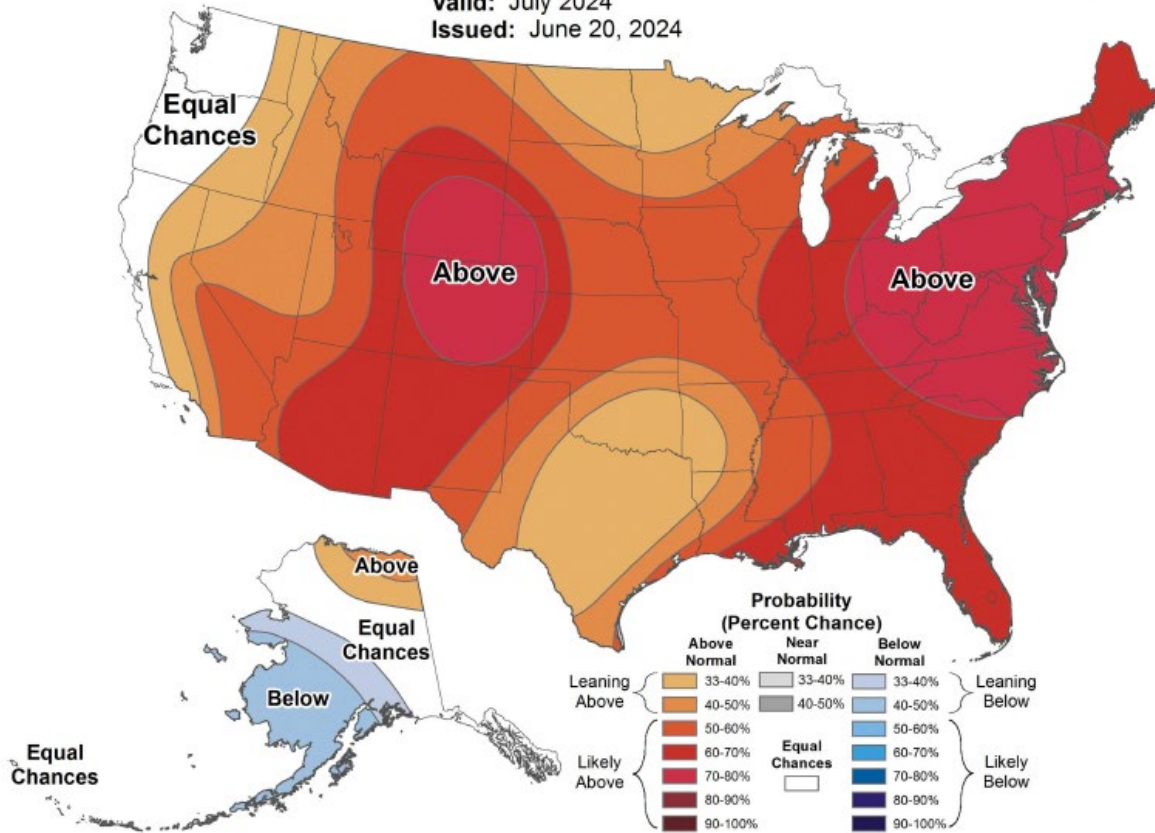 Valid: July 2024
Issued: June 20, 2024
Equal
Chances
Above
Above
Above
Equal
Chances
Below
Equal
Chances
Probability
(Percent Chance)
Above
Normal
Near
Normal
Below
Normal
Leaning
Above
33-40%
33-40%
33-40%
Leaning
Below
40-50%
40-50%
40-50%
Likely
Above
50-60%
50-60%
60-70%
Equal
Chances
60-70%
Likely
Below
70-80%
70-80%
80-90%
80-90%
90-100%
90-100%